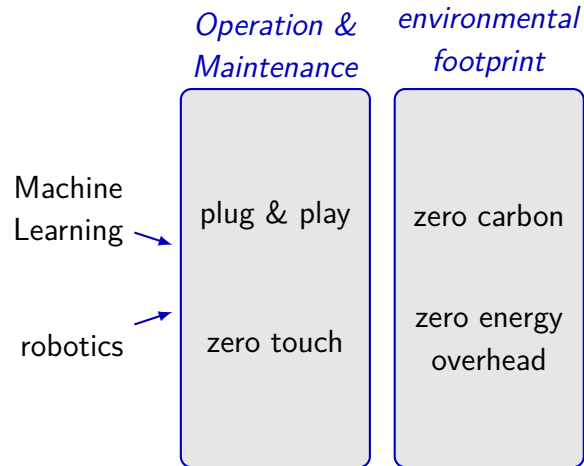 Operation &
Maintenance
environmental
footprint
Machine
Learning
plug & play
zero carbon
robotics
zero touch
zero energy
overhead